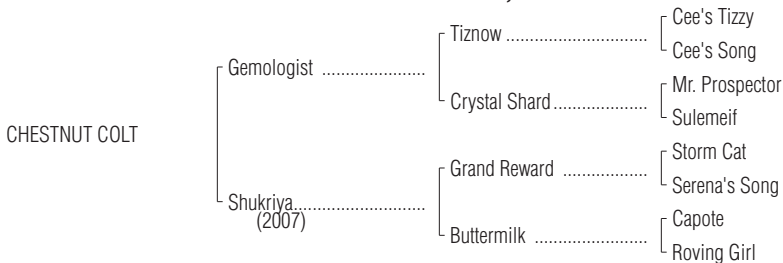 Cee's Tizzy
Tiznow ..............................
Cee's Song
Gemologist ......................
Mr. Prospector
Crystal Shard....................
Sulemeif
CHESTNUT COLT
Storm Cat
Grand Reward ..................
Serena's Song
Shukriya............................
(2007)
Capote
Buttermilk ........................
Roving Girl